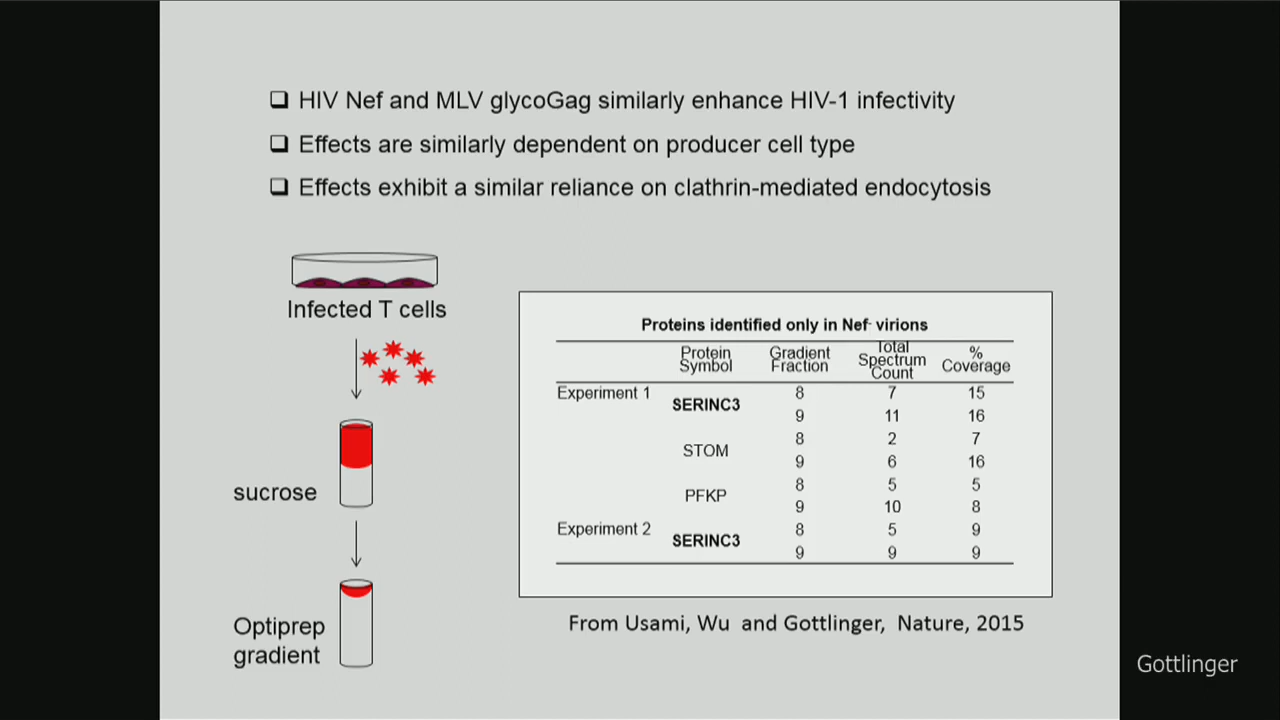 HIV Nef and MLV glycoGag similarly enhance HIV-1 infectivity
Effects are similarly dependent on producer cell type
Effects exhibit a similar reliance on clathrin-mediated endocytosis
Infected T cells
sucrose
Optiprep
gradient
Proteins identified only in Nef- virions
Protein Symbol Gradient Fraction Total Spectrum Count % Coverage
Experiment 1 SERINC3 8 7 15
9 11 16
STOM 8 2 7
9 6 16
PFKP 8 5 5
9 10 8
Experiment 2 SERINC3 8 5 9
9 9 9
From Usami, Wu and Gottlinger, Nature, 2015
Gottlinger